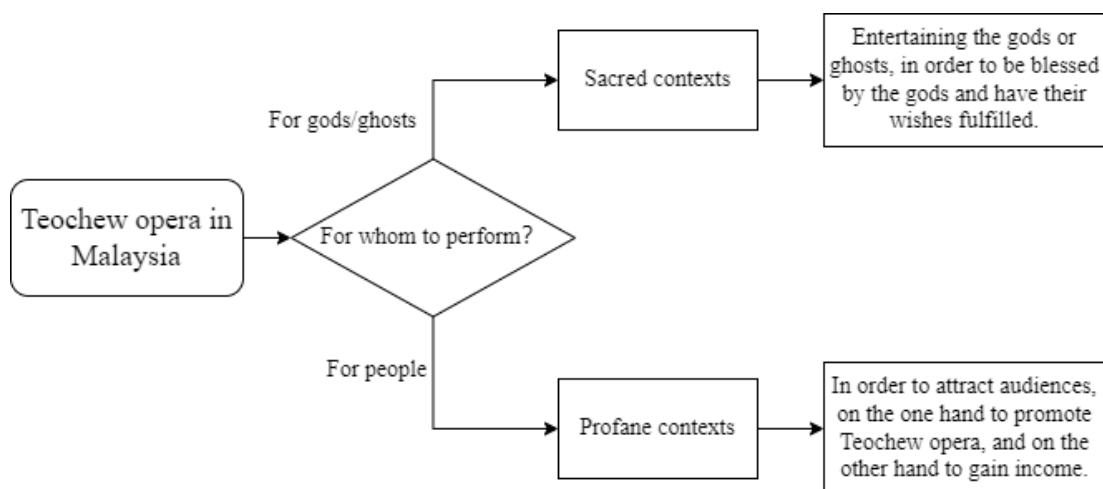 Teochew opera in
Malaysia
For whom to perform?
For gods/ghosts
Sacred contexts
Entertaining the gods or
ghosts, in order to be blessed
by the gods and have their
wishes fulfilled.
For people
Profane contexts
In order to attract audiences,
on the one hand to promote
Teochew opera, and on the
other hand to gain income.